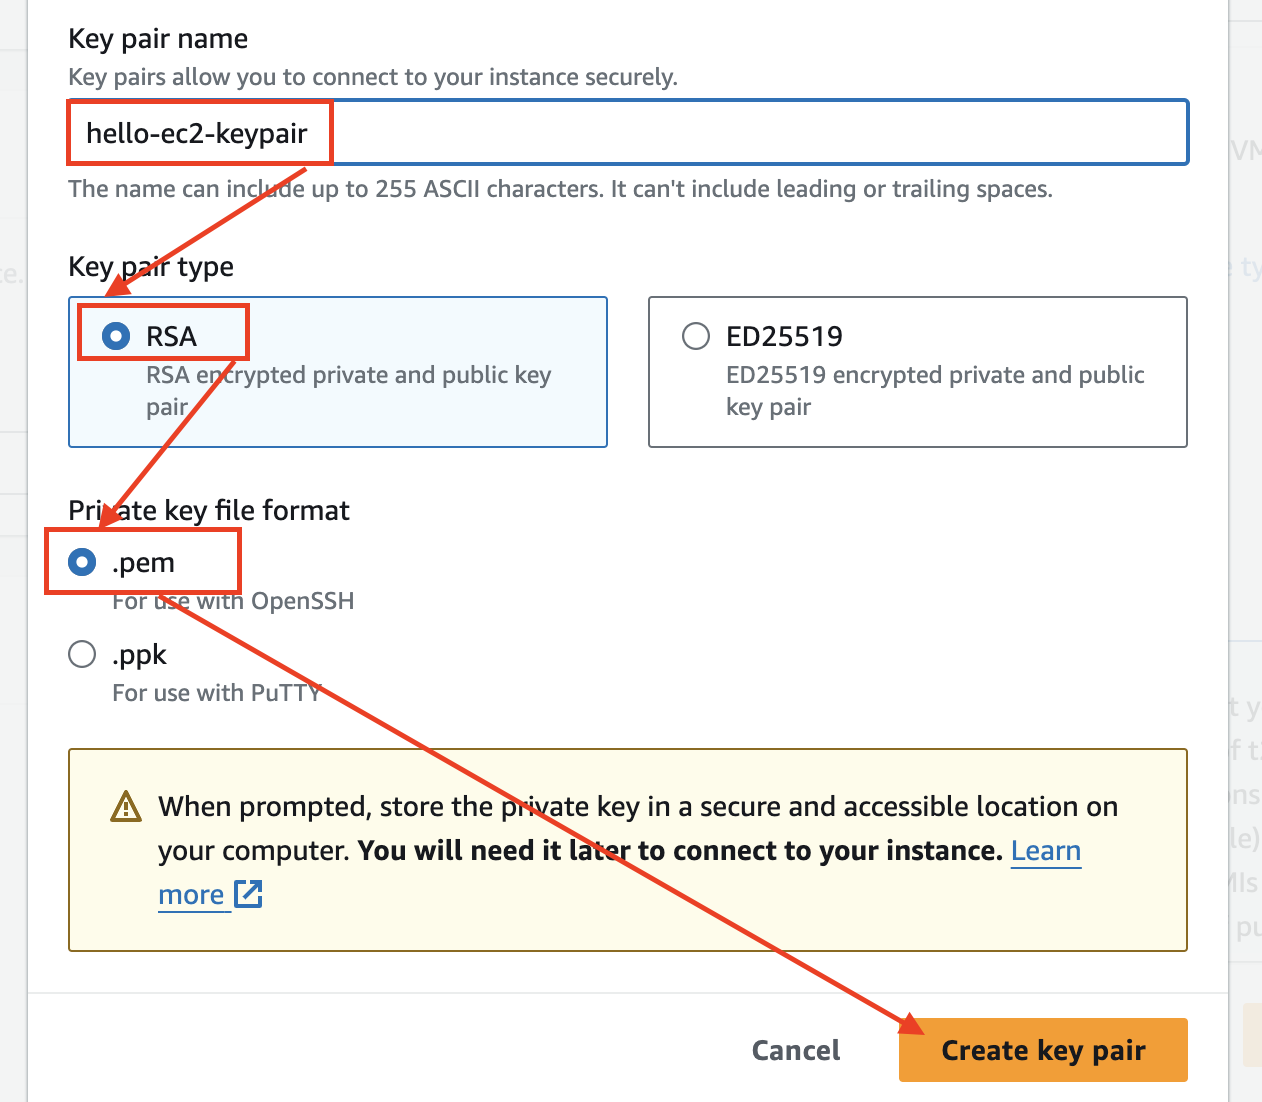 Key pair name
Key pairs allow you to connect to your instance securely.
hello-ec2-keypair
The name can include up to 255 ASCII characters. It can't include leading or trailing spaces.
Key pair type
RSA
RSA encrypted private and public key
pair
ED25519
ED25519 encrypted private and public
key pair
Private key file format
.pem
For use with OpenSSH
.ppk
For use with PuTTY
When prompted, store the private key in a secure and accessible location on
your computer. You will need it later to connect to your instance. Learn
more
Cancel
Create key pair